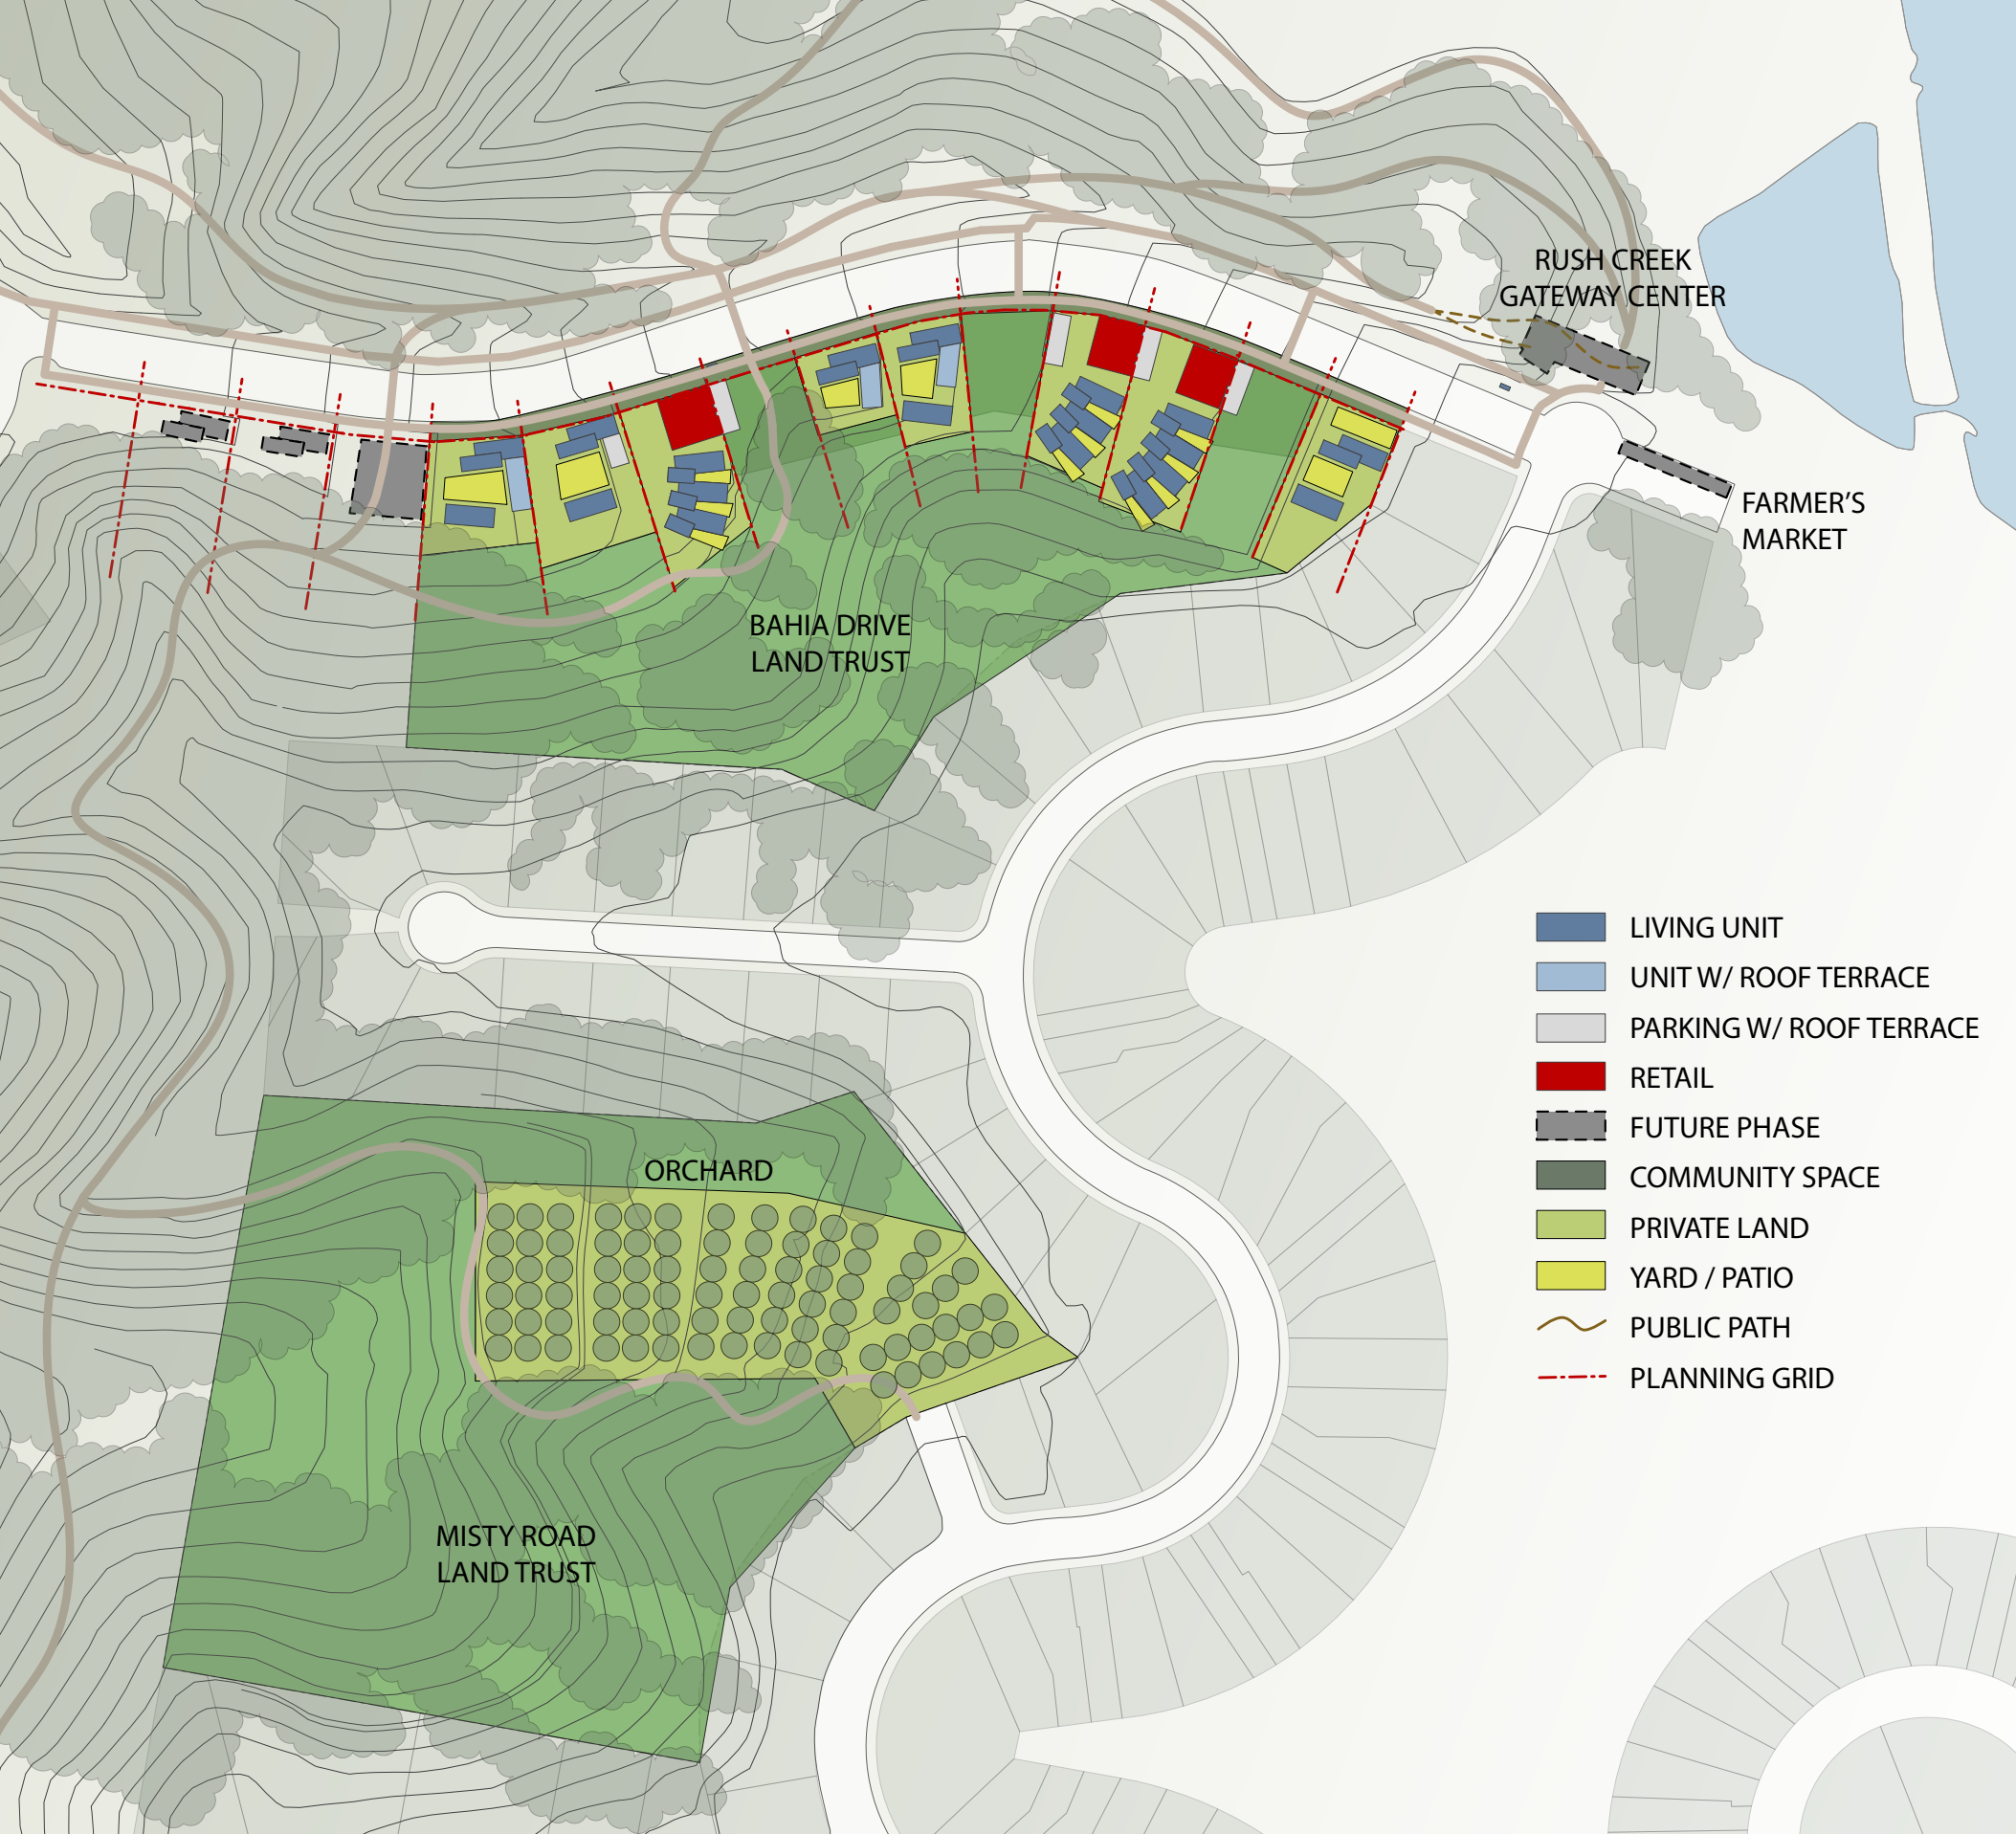 RUSH CREEK
GATEWAY CENTER
FARMER'S
MARKET
BAHIA DRIVE
LAND TRUST
LIVING UNIT
UNIT W/ ROOF TERRACE
PARKING W/ ROOF TERRACE
RETAIL
FUTURE PHASE
COMMUNITY SPACE
PRIVATE LAND
YARD / PATIO
PUBLIC PATH
PLANNING GRID
ORCHARD
MISTY ROAD
LAND TRUST